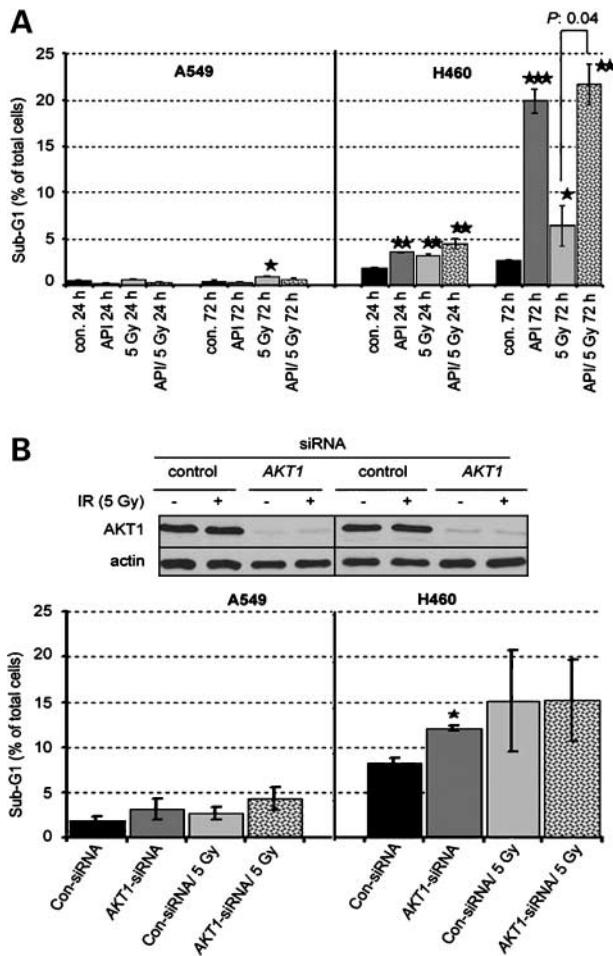 A
P: 0.04
A549
H460
Sub-G1 (% of total cells)
25
20
15
10
5
0
con. 24 h
API 24 h
5 Gy 24 h
API/ 5 Gy 24 h
con. 72 h
API 72 h
5 Gy 72 h
API/ 5 Gy 72 h
con. 24 h
API 24 h
5 Gy 24 h
API/ 5 Gy 24 h
con. 72 h
API 72 h
5 Gy 72 h
API/ 5 Gy 72 h
B
siRNA
control AKT1 control AKT1
IR (5 Gy) - + - + - + - +
AKT1
actin
A549
H460
Sub-G1 (% of total cells)
25
20
15
10
5
0
Con-siRNA
AKT1-siRNA
Con-siRNA/ 5 Gy
AKT1-siRNA/ 5 Gy
Con-siRNA
AKT1-siRNA
Con-siRNA/ 5 Gy
AKT1-siRNA/ 5 Gy